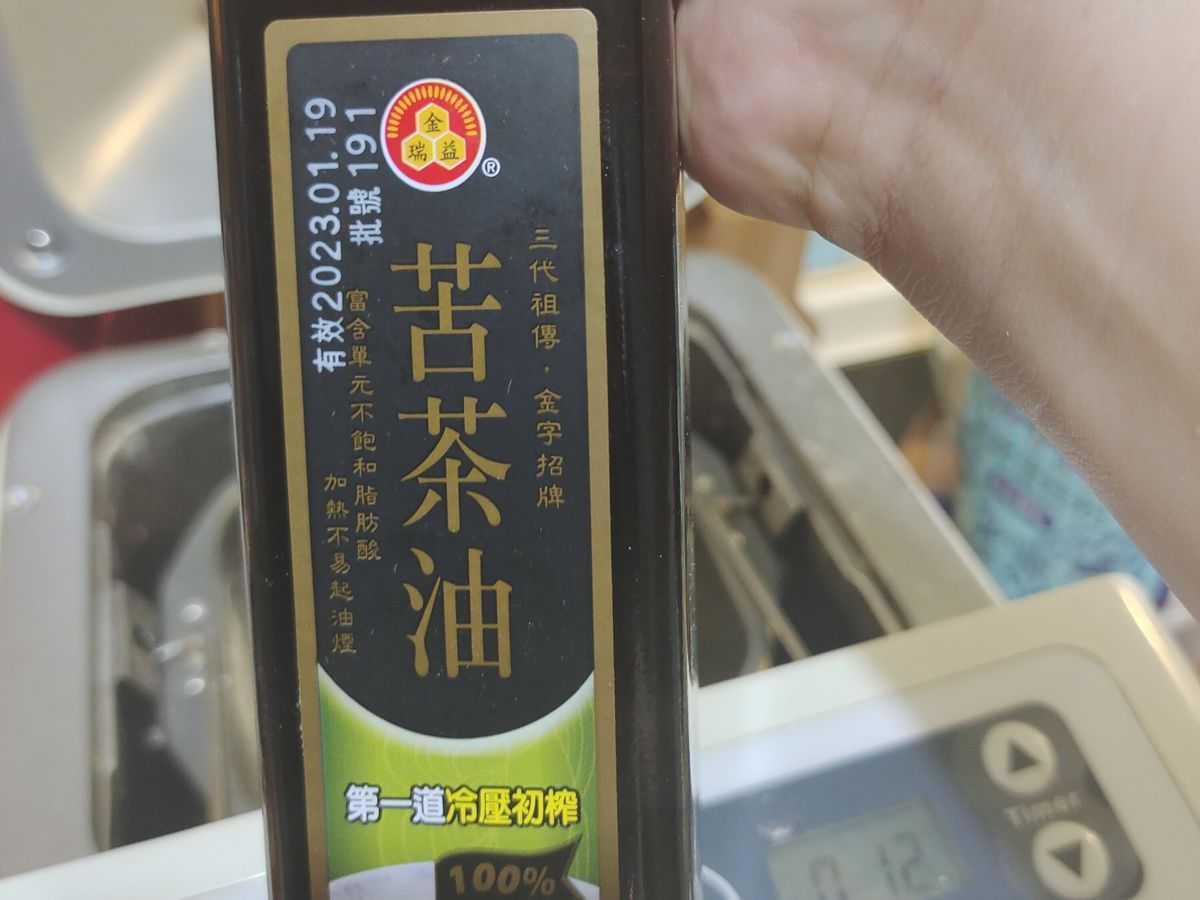 有效2023.01.19
批號 19 1
金
瑞益
®
三代祖傳・金字招牌
苦茶油
富含單元不飽和脂肪酸
加熱不易起油煙
第一道冷壓初榨
100%
Timer
0 12